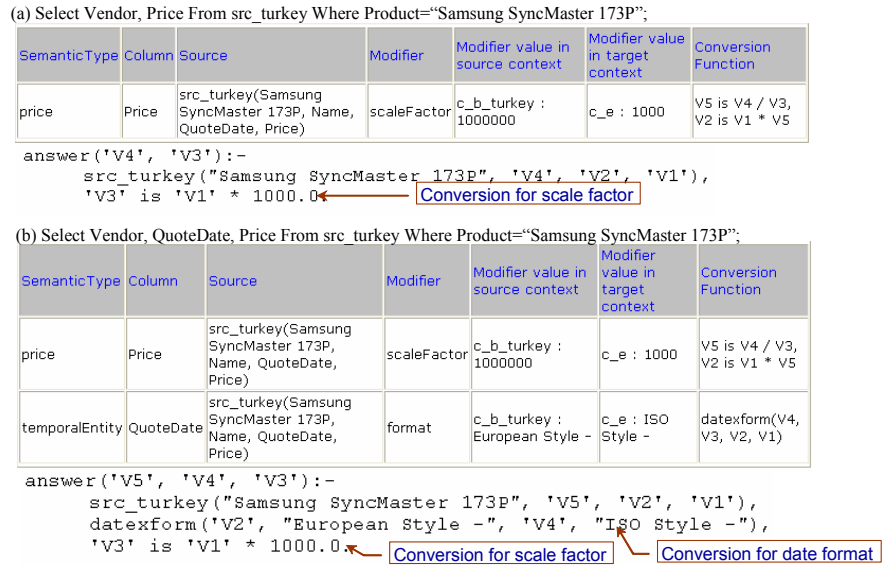 (a) Select Vendor, Price From src_turkey Where Product=“Samsung SyncMaster 173P”;
SemanticType Column Source Modifier Modifier value in source context Modifier value in target context Conversion Function
price Price src_turkey(Samsung SyncMaster 173P, Name, QuoteDate, Price) scaleFactor c_b_turkey : 1000000 c_e : 1000 V5 is V4 / V3, V2 is V1 * V5
answer('V4', 'V3'):-
src_turkey("Samsung SyncMaster 173P", 'V4', 'V2', 'V1'),
'V3' is 'V1' * 1000.0.
Conversion for scale factor
(b) Select Vendor, QuoteDate, Price From src_turkey Where Product=“Samsung SyncMaster 173P”;
SemanticType Column Source Modifier Modifier value in source context Modifier value in target context Conversion Function
price Price src_turkey(Samsung SyncMaster 173P, Name, QuoteDate, Price) scaleFactor c_b_turkey : 1000000 c_e : 1000 V5 is V4 / V3, V2 is V1 * V5
temporalEntity QuoteDate src_turkey(Samsung SyncMaster 173P, Name, QuoteDate, Price) format c_b_turkey : European Style - c_e : ISO Style - datexform(V4, V3, V2, V1)
answer('V5', 'V4', 'V3'):-
src_turkey("Samsung SyncMaster 173P", 'V5', 'V2', 'V1'),
datexform('V2', "European Style -", 'V4', "ISO Style -"),
'V3' is 'V1' * 1000.0.
Conversion for scale factor
Conversion for date format